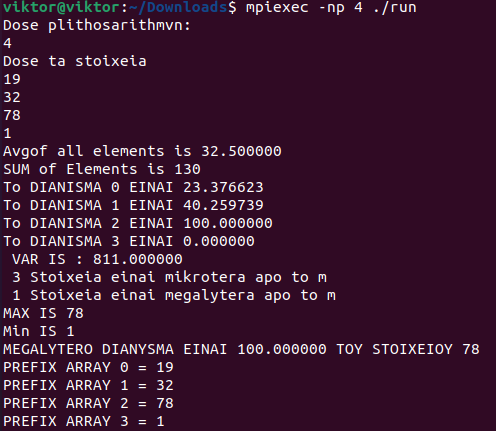 viktor@viktor:~/Downloads$ mpiexec -np 4 ./run
Dose plithosarithmvn:
4
Dose ta stoixeia
19
32
78
1
Avgof all elements is 32.500000
SUM of Elements is 130
To DIANISMA 0 EINAI 23.376623
To DIANISMA 1 EINAI 40.259739
To DIANISMA 2 EINAI 100.000000
To DIANISMA 3 EINAI 0.000000
 VAR IS : 811.000000
 3 Stoixeia einai mikrotera apo to m
 1 Stoixeia einai megalytera apo to m
MAX IS 78
Min IS 1
MEGALYTERO DIANYSMA EINAI 100.000000 TOY STOIXEIOY 78
PREFIX ARRAY 0 = 19
PREFIX ARRAY 1 = 32
PREFIX ARRAY 2 = 78
PREFIX ARRAY 3 = 1